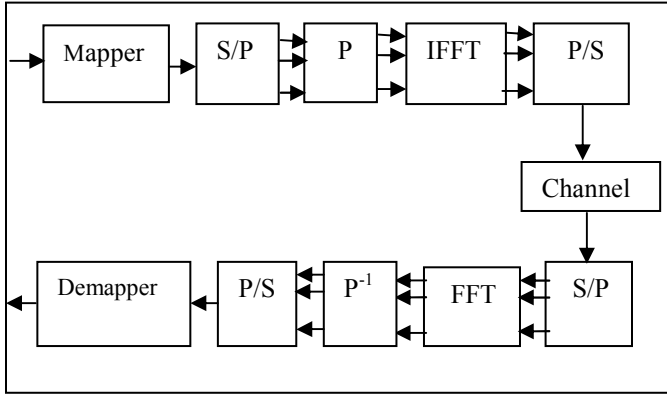 Mapper
S/P
P
IFFT
P/S
Channel
Demapper
P/S
P⁻¹
FFT
S/P